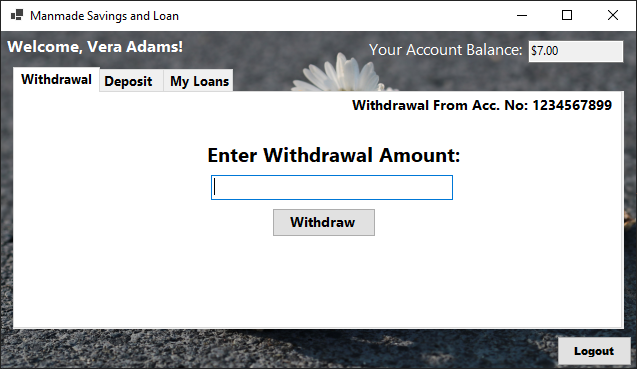 Manmade Savings and Loan
Welcome, Vera Adams!
Your Account Balance: $7.00
Withdrawal Deposit My Loans
Withdrawal From Acc. No: 1234567899
Enter Withdrawal Amount:
Withdraw
Logout